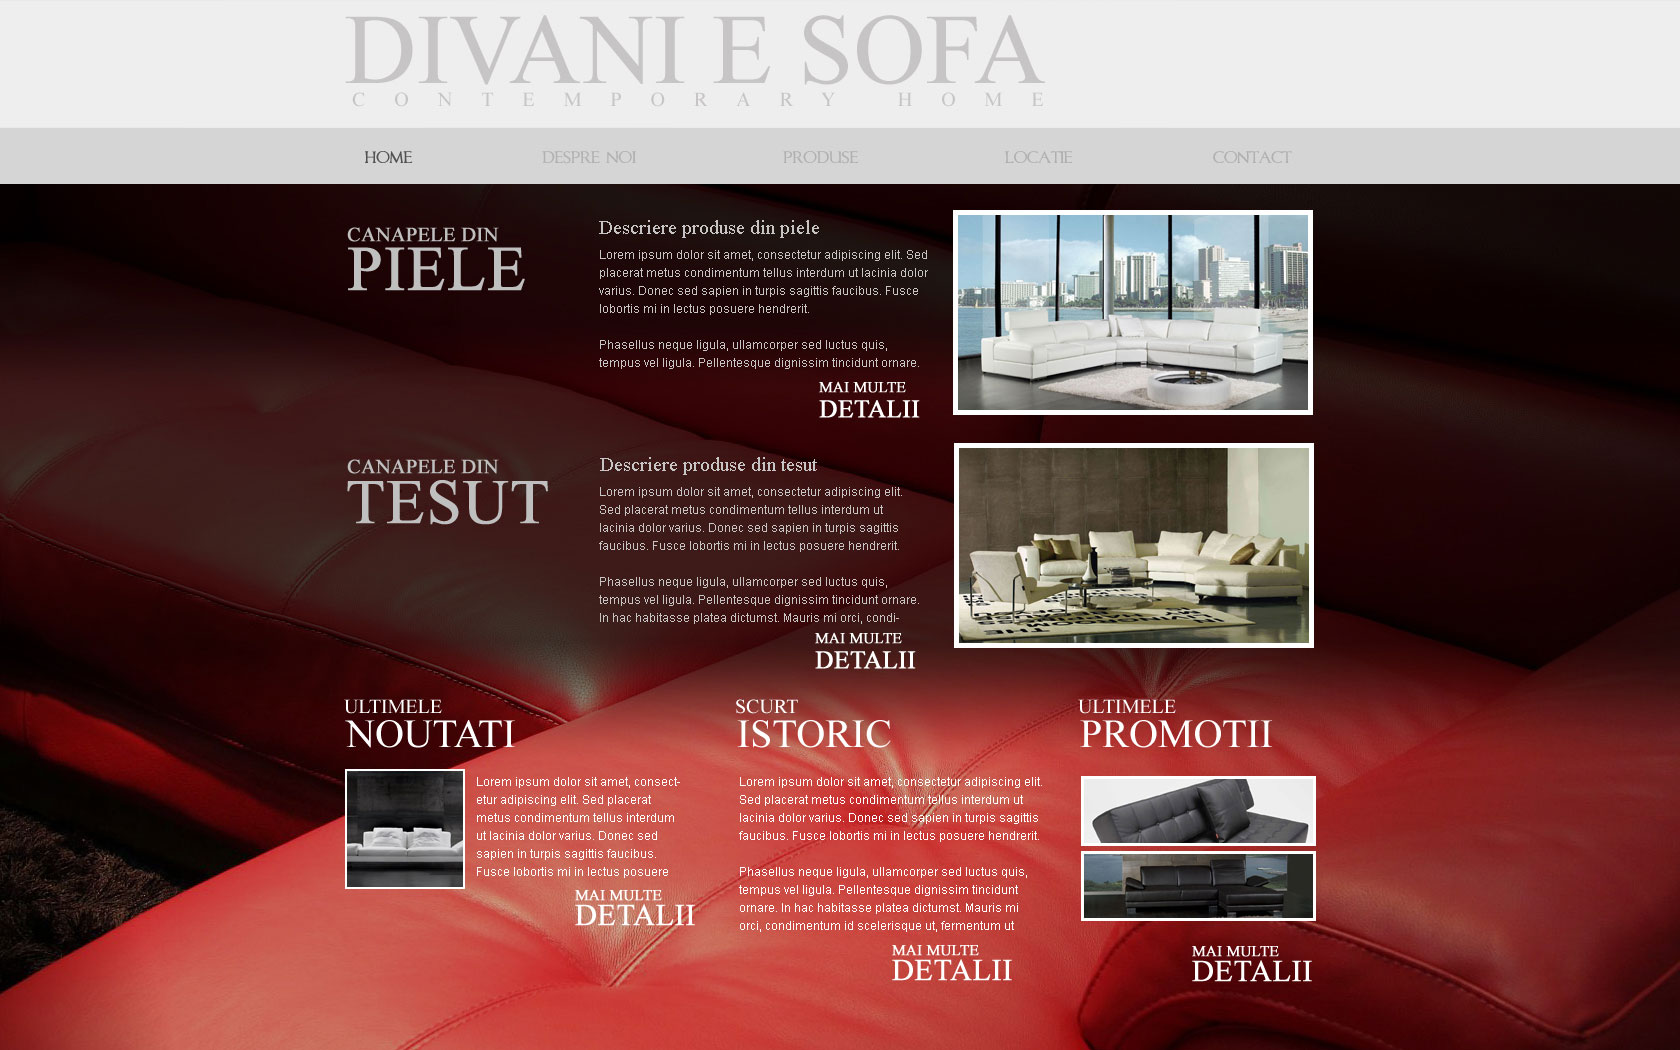 DIVANI E SOFA
CONTEMPORARY HOME
HOME DESPRE NOI PRODUSE LOCATIE CONTACT
CANAPELE DIN
PIELE
Descriere produse din piele
Lorem ipsum dolor sit amet, consectetur adipiscing elit. Sed
placerat metus condimentum tellus interdum ut lacinia dolor
varius. Donec sed sapien in turpis sagittis faucibus. Fusce
lobortis mi in lectus posuere hendrerit.
Phasellus neque ligula, ullamcorper sed luctus quis,
tempus vel ligula. Pellentesque dignissim tincidunt ornare.
MAI MULTE
DETALII
CANAPELE DIN
TESUT
Descriere produse din tesut
Lorem ipsum dolor sit amet, consectetur adipiscing elit.
Sed placerat metus condimentum tellus interdum ut
lacinia dolor varius. Donec sed sapien in turpis sagittis
faucibus. Fusce lobortis mi in lectus posuere hendrerit.
Phasellus neque ligula, ullamcorper sed luctus quis,
tempus vel ligula. Pellentesque dignissim tincidunt ornare.
In hac habitasse platea dictumst. Mauris mi orci, condi-
MAI MULTE
DETALII
ULTIMELE
NOUTATI
Lorem ipsum dolor sit amet, consect-
etur adipiscing elit. Sed placerat
metus condimentum tellus interdum
ut lacinia dolor varius. Donec sed
sapien in turpis sagittis faucibus.
Fusce lobortis mi in lectus posuere
MAI MULTE
DETALII
SCURT
ISTORIC
Lorem ipsum dolor sit amet, consectetur adipiscing elit.
Sed placerat metus condimentum tellus interdum ut
lacinia dolor varius. Donec sed sapien in turpis sagittis
faucibus. Fusce lobortis mi in lectus posuere hendrerit.
Phasellus neque ligula, ullamcorper sed luctus quis,
tempus vel ligula. Pellentesque dignissim tincidunt
ornare. In hac habitasse platea dictumst. Mauris mi
orci, condimentum id scelerisque ut, fermentum ut
MAI MULTE
DETALII
ULTIMELE
PROMOTII
MAI MULTE
DETALII